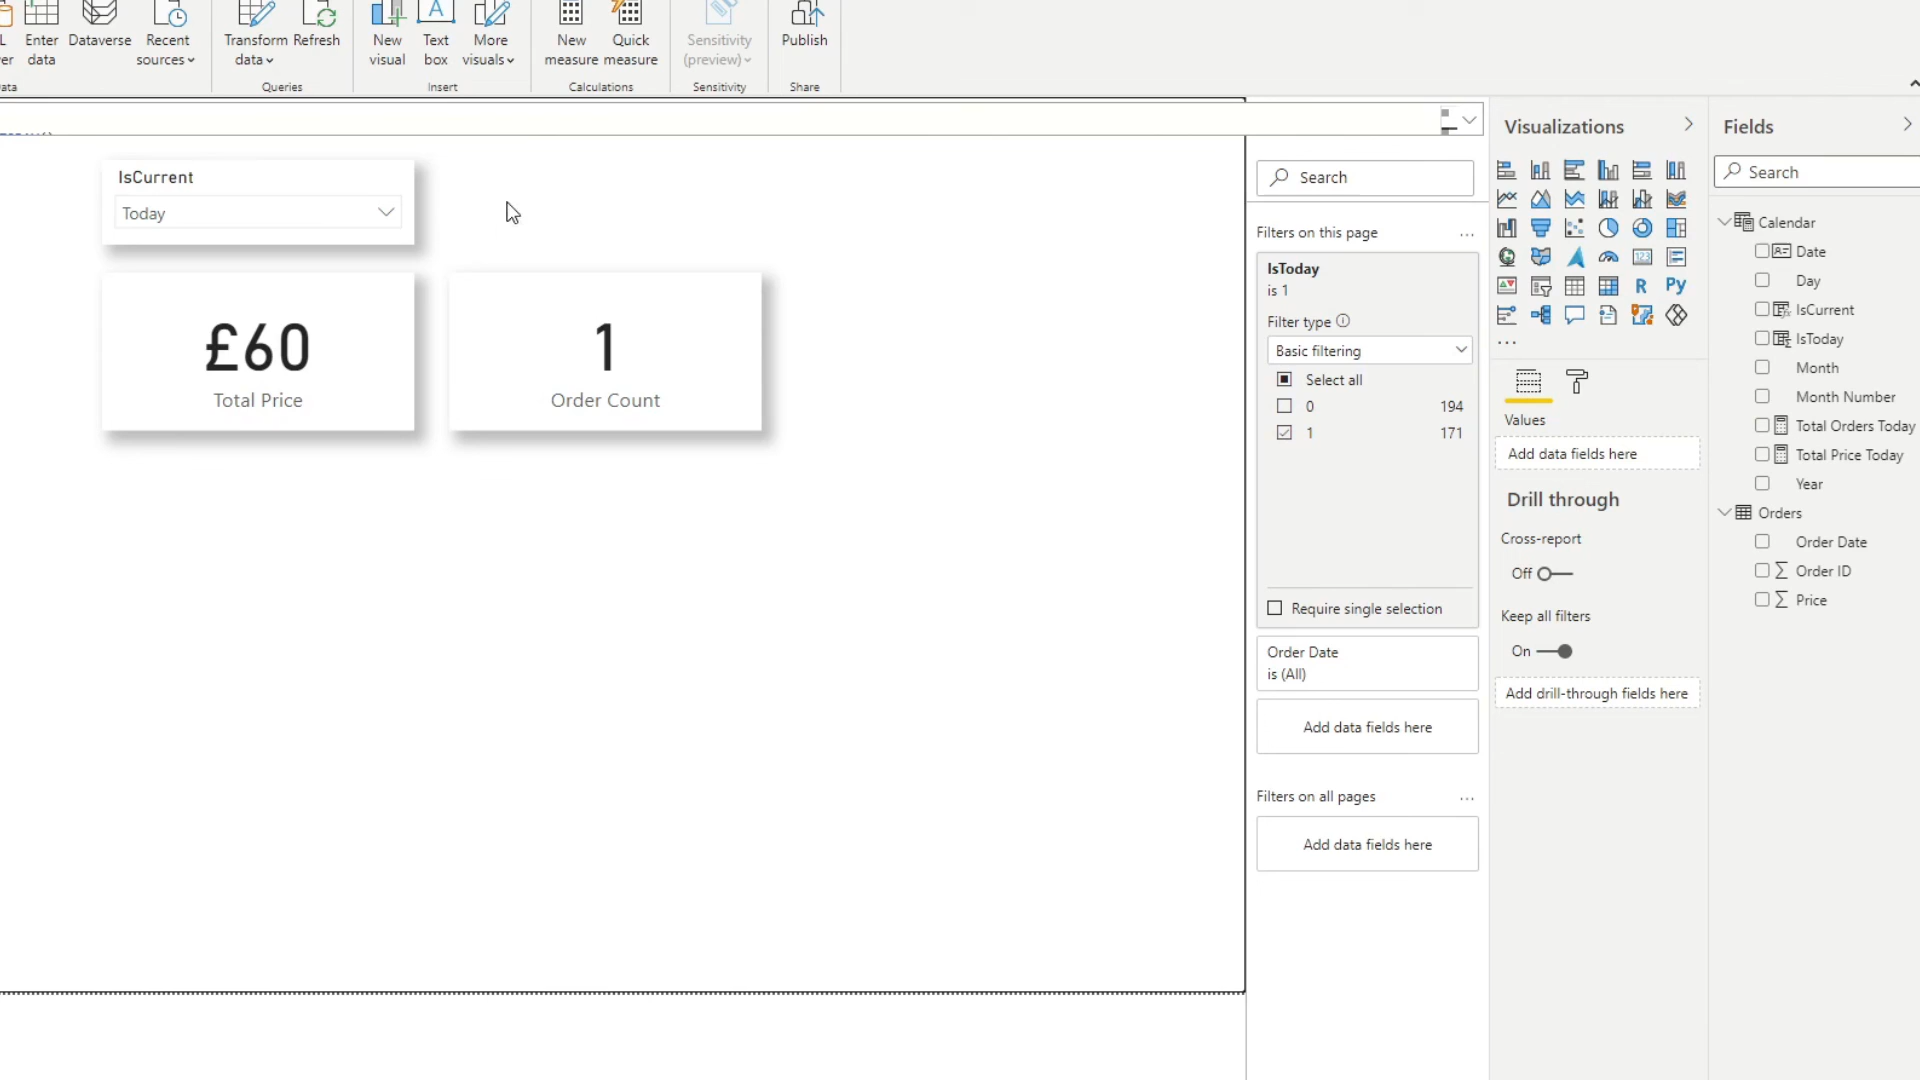 Enter
data
Dataverse
Recent
sources
Transform
data
Refresh
Queries
New
visual
Text
box
More
visuals
Insert
New
measure
Quick
measure
Calculations
Sensitivity
(preview)
Sensitivity
Publish
Share
IsCurrent
Today
£60
Total Price
1
Order Count
Search
Filters on this page
IsToday
is 1
Filter type
Basic filtering
Select all
0 194
1 171
Require single selection
Order Date
is (All)
Add data fields here
Filters on all pages
Add data fields here
Visualizations
R
Py
Values
Add data fields here
Drill through
Cross-report
Off
Keep all filters
On
Add drill-through fields here
Fields
Search
Calendar
Date
Day
IsCurrent
IsToday
Month
Month Number
Total Orders Today
Total Price Today
Year
Orders
Order Date
Order ID
Price